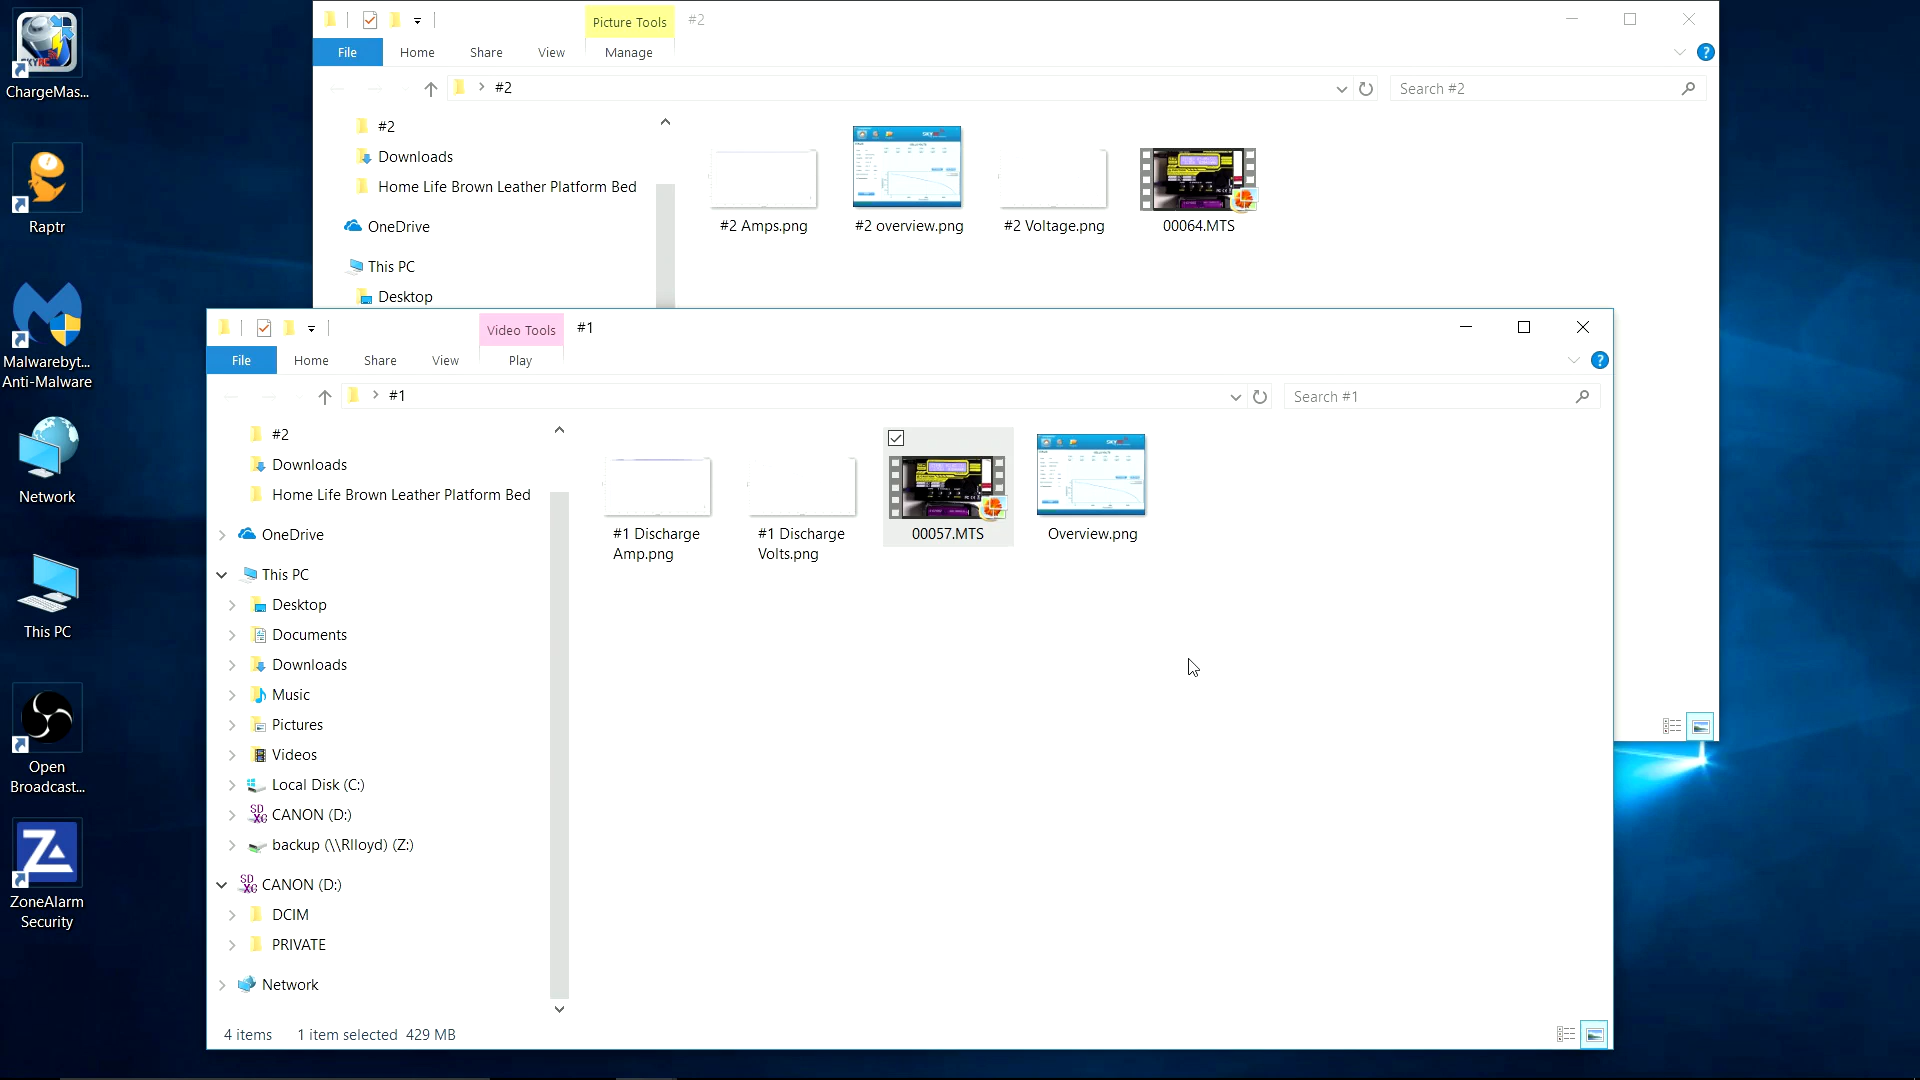 ChargeMas...
Raptr
Malwarebyt...
Anti-Malware
Network
This PC
Open
Broadcast...
ZoneAlarm
Security
Picture Tools
#2
File
Home
Share
View
Manage
#2
Search #2
#2
Downloads
Home Life Brown Leather Platform Bed
OneDrive
This PC
Desktop
#2 Amps.png
#2 overview.png
#2 Voltage.png
00064.MTS
Video Tools
#1
File
Home
Share
View
Play
#1
Search #1
#2
Downloads
Home Life Brown Leather Platform Bed
OneDrive
This PC
Desktop
Documents
Downloads
Music
Pictures
Videos
Local Disk (C:)
CANON (D:)
backup (\\Rlloyd) (Z:)
CANON (D:)
DCIM
PRIVATE
Network
#1 Discharge
Amp.png
#1 Discharge
Volts.png
00057.MTS
Overview.png
4 items
1 item selected 429 MB